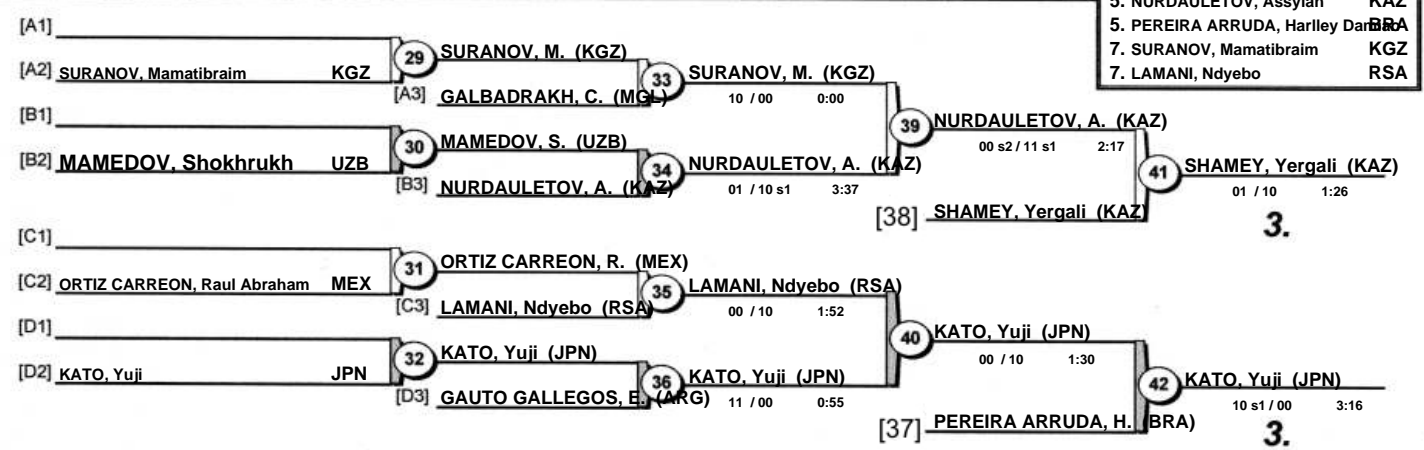 5. NURDAULETOV, Assylan KAZ
5. PEREIRA ARRUDA, Harlley Damiao BRA
7. SURANOV, Mamatibraim KGZ
7. LAMANI, Ndyebo RSA
[A1]
[A2] SURANOV, Mamatibraim KGZ
29 SURANOV, M. (KGZ)
[A3] GALBADRAKH, C. (MGL)
33 SURANOV, M. (KGZ)
10 / 00 0:00
[B1]
[B2] MAMEDOV, Shokhrukh UZB
30 MAMEDOV, S. (UZB)
[B3] NURDAULETOV, A. (KAZ)
34 NURDAULETOV, A. (KAZ)
01 / 10 s1 3:37
39 NURDAULETOV, A. (KAZ)
00 s2 / 11 s1 2:17
[38] SHAMEY, Yergali (KAZ)
41 SHAMEY, Yergali (KAZ)
01 / 10 1:26
3.
[C1]
[C2] ORTIZ CARREON, Raul Abraham MEX
31 ORTIZ CARREON, R. (MEX)
[C3] LAMANI, Ndyebo (RSA)
35 LAMANI, Ndyebo (RSA)
00 / 10 1:52
[D1]
[D2] KATO, Yuji JPN
32 KATO, Yuji (JPN)
[D3] GAUTO GALLEGOS, E. (ARG)
36 KATO, Yuji (JPN)
11 / 00 0:55
40 KATO, Yuji (JPN)
00 / 10 1:30
[37] PEREIRA ARRUDA, H. (BRA)
42 KATO, Yuji (JPN)
10 s1 / 00 3:16
3.